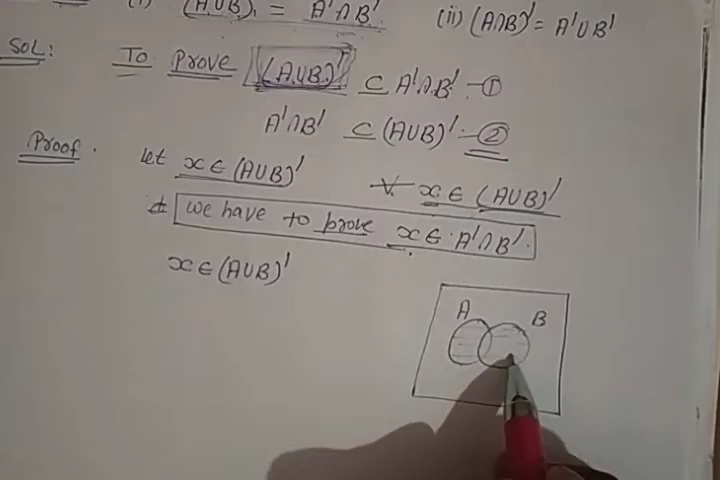 (i) (A∪B)' = A'∩B' (ii) (A∩B)' = A'∪B'
SOL: To Prove (A∪B)' ⊂ A'∩B' —①
A'∩B' ⊂ (A∪B)' —②
Proof. let x ∈ (A∪B)' ∀ x ∈ (A∪B)'
we have to prove x ∈ A'∩B'.
x ∈ (A∪B)'
A B